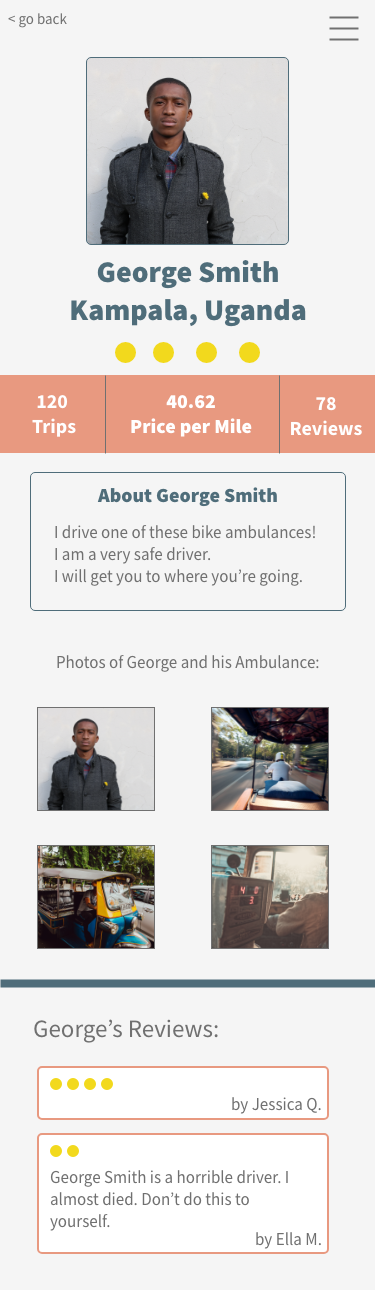 < go back
George Smith
Kampala, Uganda
120
Trips
40.62
Price per Mile
78
Reviews
About George Smith
I drive one of these bike ambulances!
I am a very safe driver.
I will get you to where you're going.
Photos of George and his Ambulance:
George's Reviews:
by Jessica Q.
George Smith is a horrible driver. I
almost died. Don't do this to
yourself.
by Ella M.